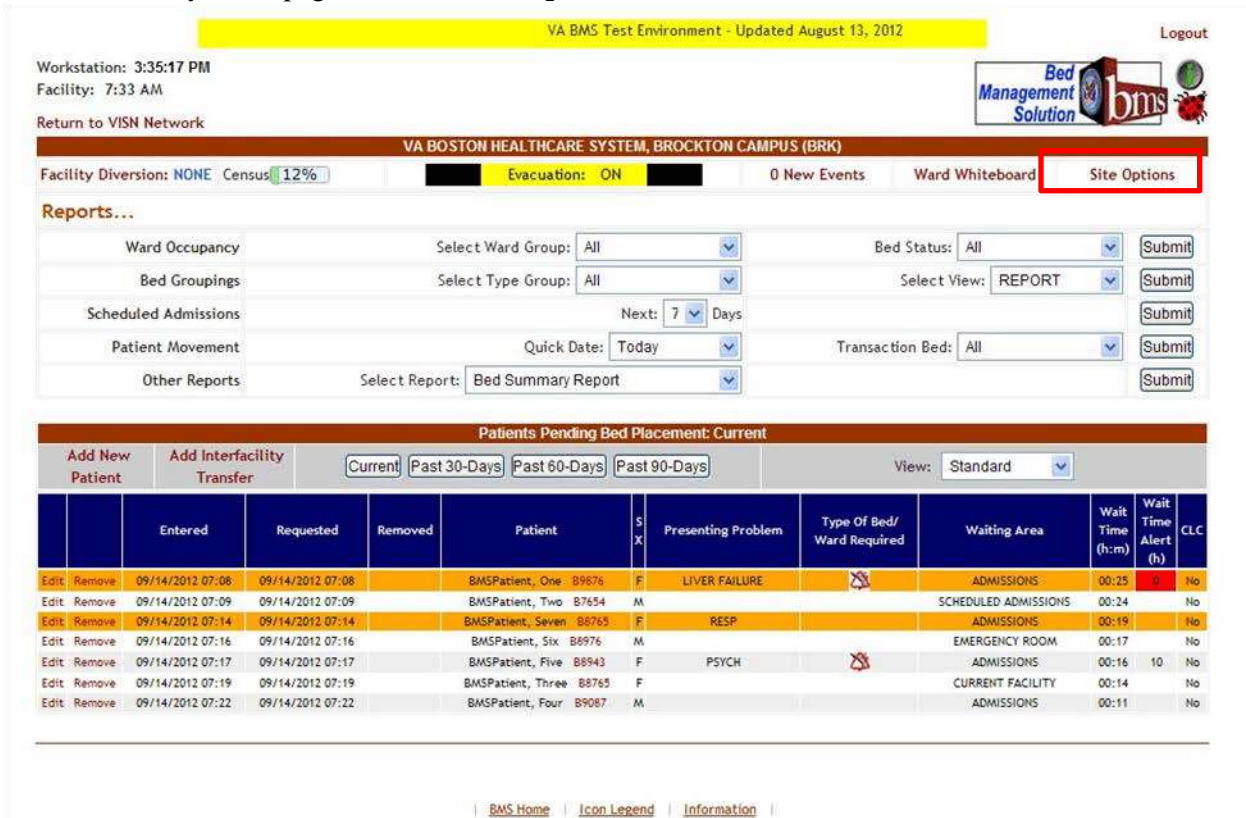 VA BMS Test Environment - Updated August 13, 2012
Logout
Workstation: 3:35:17 PM
Facility: 7:33 AM
Return to VISN Network
Bed Management Solution bms
VA BOSTON HEALTHCARE SYSTEM, BROCKTON CAMPUS (BRK)
Facility Diversion: NONE Census 12% Evacuation: ON 0 New Events Ward Whiteboard Site Options
Reports...
Ward Occupancy Select Ward Group: All Bed Status: All Submit
Bed Groupings Select Type Group: All Select View: REPORT Submit
Scheduled Admissions Next: 7 Days Submit
Patient Movement Quick Date: Today Transaction Bed: All Submit
Other Reports Select Report: Bed Summary Report Submit
Patients Pending Bed Placement: Current
Add New Patient Add Interfacility Transfer Current Past 30-Days Past 60-Days Past 90-Days View: Standard
Entered Requested Removed Patient SX Presenting Problem Type Of Bed/ Ward Required Waiting Area Wait Time (h:m) Wait Time Alert (h) CLC
Edit Remove 09/14/2012 07:08 09/14/2012 07:08 BMSPatient, One B9876 F LIVER FAILURE ADMISSIONS 00:25 0 No
Edit Remove 09/14/2012 07:09 09/14/2012 07:09 BMSPatient, Two B7654 M SCHEDULED ADMISSIONS 00:24 No
Edit Remove 09/14/2012 07:14 09/14/2012 07:14 BMSPatient, Seven B8765 F RESP ADMISSIONS 00:19 No
Edit Remove 09/14/2012 07:16 09/14/2012 07:16 BMSPatient, Six B8976 M EMERGENCY ROOM 00:17 No
Edit Remove 09/14/2012 07:17 09/14/2012 07:17 BMSPatient, Five B8943 F PSYCH ADMISSIONS 00:16 10 No
Edit Remove 09/14/2012 07:19 09/14/2012 07:19 BMSPatient, Three B8765 F CURRENT FACILITY 00:14 No
Edit Remove 09/14/2012 07:22 09/14/2012 07:22 BMSPatient, Four B9087 M ADMISSIONS 00:11 No
| BMS Home | Icon Legend | Information |